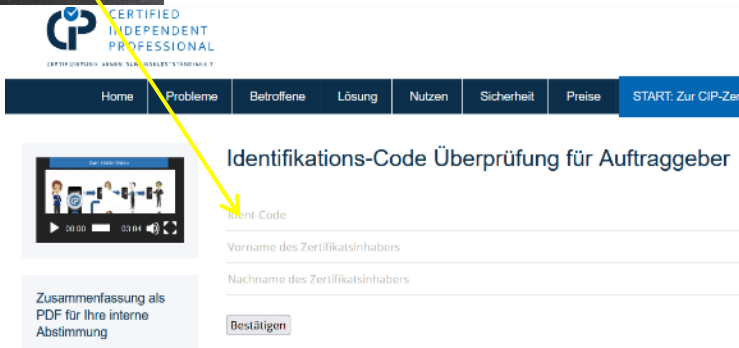 CERTIFIED
INDEPENDENT
PROFESSIONAL
Home Probleme Betroffene Lösung Nutzen Sicherheit Preise START: Zur CIP-Zer
Identifikations-Code Überprüfung für Auftraggeber
00:00 03:04
Ident Code
Vorname des Zertifikatsinhabers
Nachname des Zertifikatsinhabers
Zusammenfassung als
PDF für Ihre interne
Abstimmung
Bestätigen